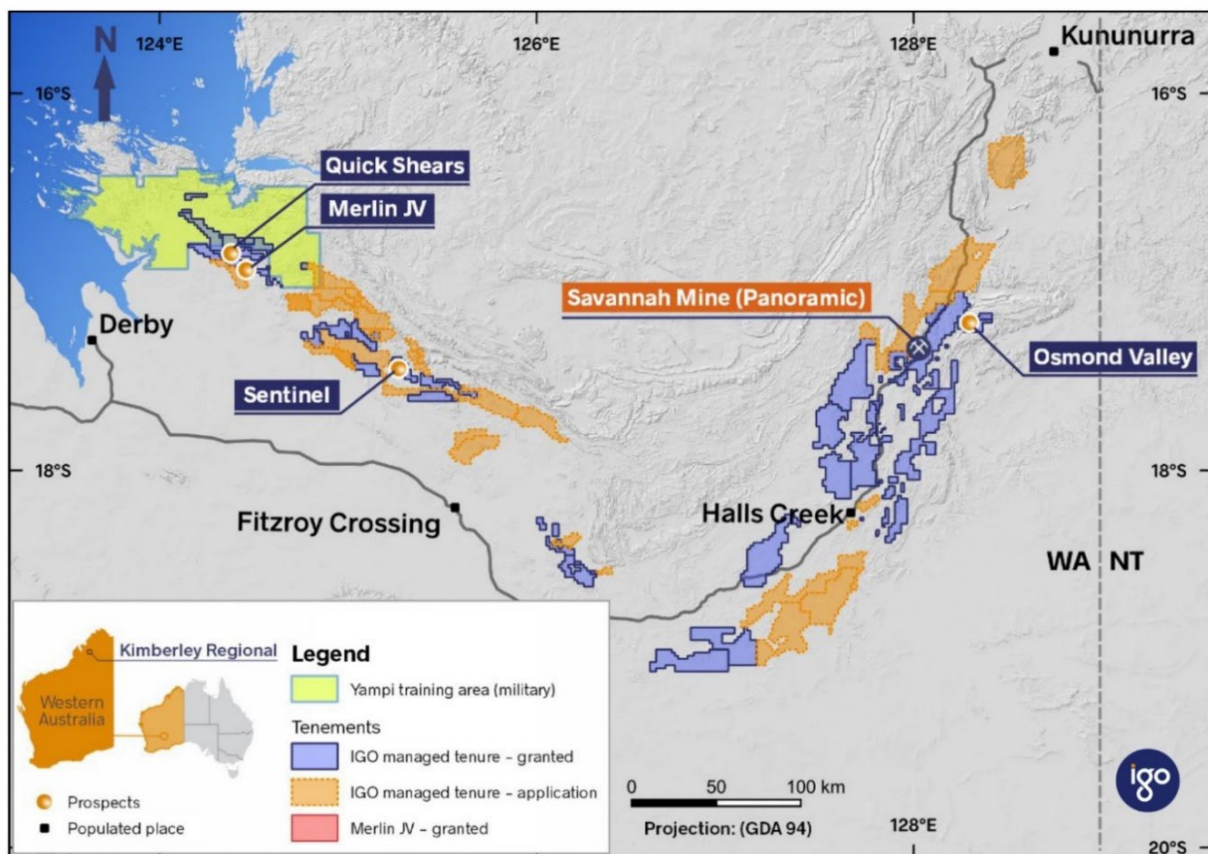 124°E
126°E
128°E
N
Kununurra
16°S
16°S
Quick Shears
Merlin JV
Savannah Mine (Panoramic)
Derby
Osmond Valley
Sentinel
18°S
18°S
Halls Creek
Fitzroy Crossing
WA NT
Kimberley Regional
Western
Australia
Prospects
Populated place
Legend
Yampi training area (military)
Tenements
IGO managed tenure – granted
IGO managed tenure – application
Merlin JV – granted
0 50 100 km
Projection: (GDA 94)
128°E
igo
20°S